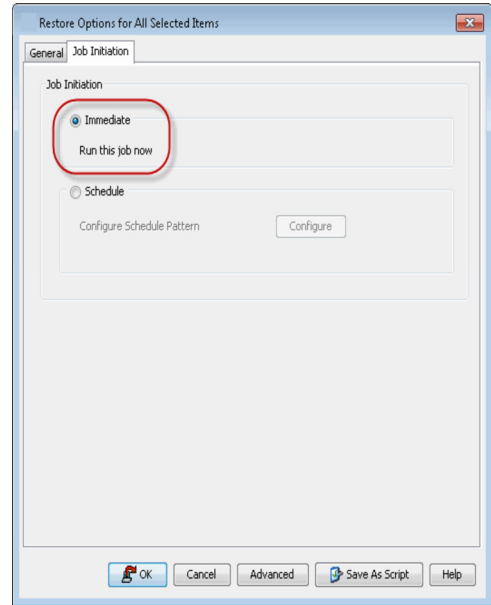 Restore Options for All Selected Items
General Job Initiation
Job Initiation
Immediate
Run this job now
Schedule
Configure Schedule Pattern Configure
OK Cancel Advanced Save As Script Help